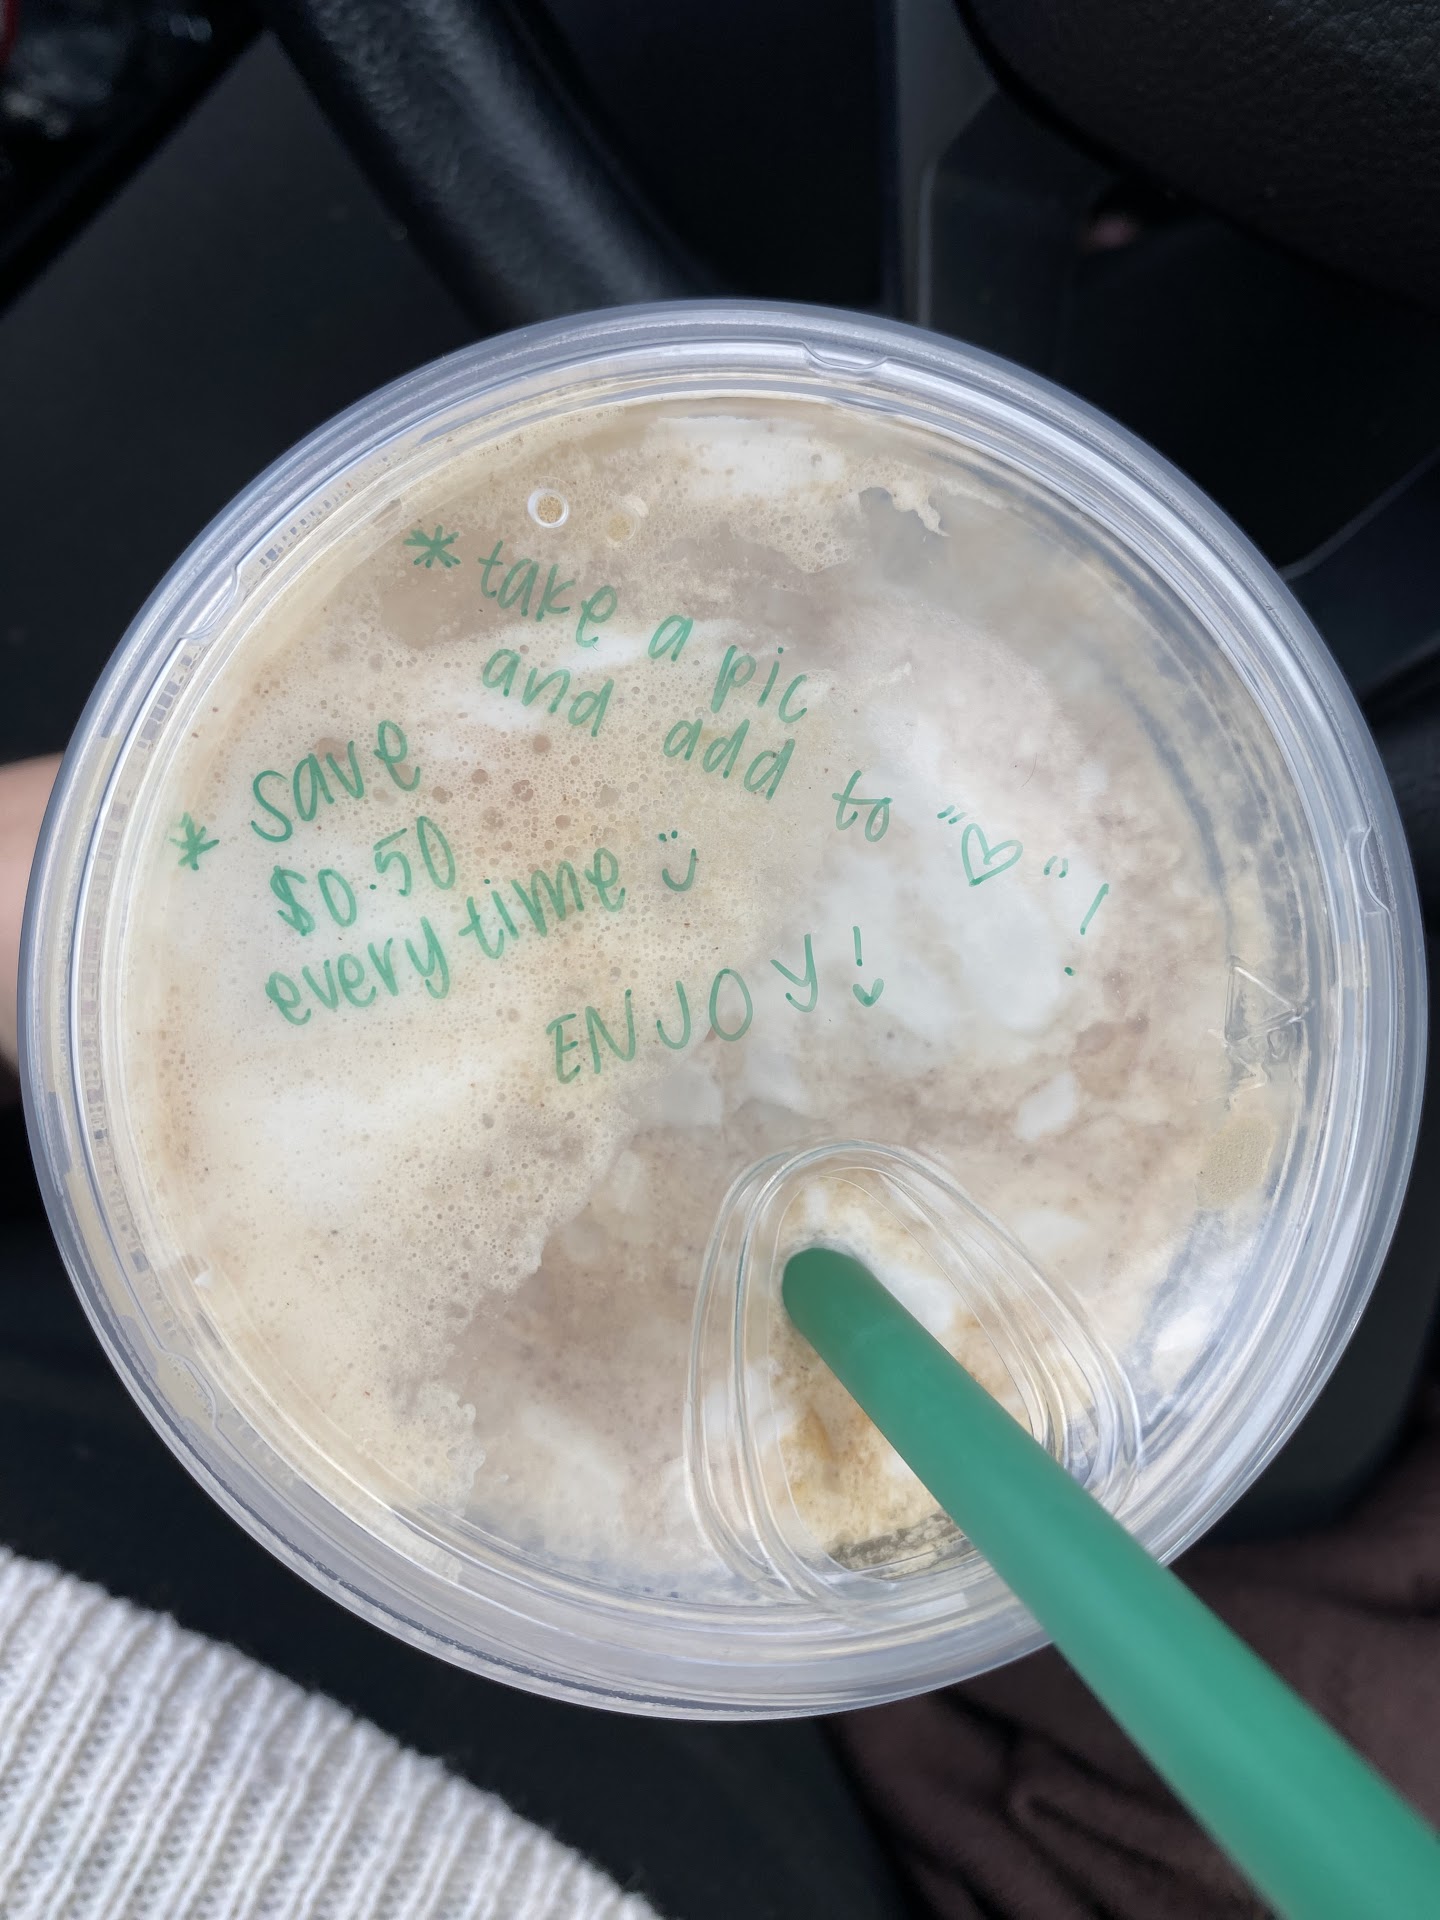 * take a pic
and add to "♡"!
* save
$0.50
every time :)
ENJOY!